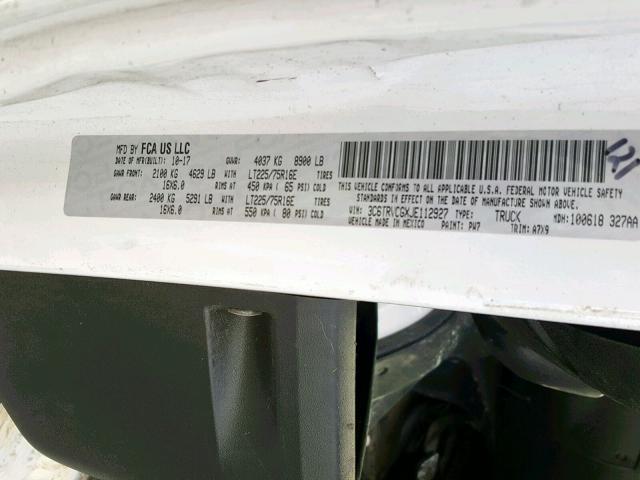 MFD BY FCA US LLC
DATE OF MFR(BUILT): 10-17 GVWR: 4037 KG 8900 LB
GAWR FRONT: 2100 KG 4629 LB WITH LT225/75R16E
16X6.0 RIMS AT 450 KPA ( 65 PSI) COLD
GAWR REAR: 2400 KG 5291 LB WITH LT225/75R16E
16X6.0 RIMS AT 550 KPA ( 80 PSI) COLD
THIS VEHICLE CONFORMS TO ALL APPLICABLE U.S.A. FEDERAL MOTOR VEHICLE SAFETY
STANDARDS IN EFFECT ON THE DATE OF MANUFACTURE SHOWN ABOVE.
VIN: 3C6TRVCGXJE112927 TYPE: TRUCK MDH: 100618 327AA
VEHICLE MADE IN MEXICO PAINT: PW7 TRIM: A7X9